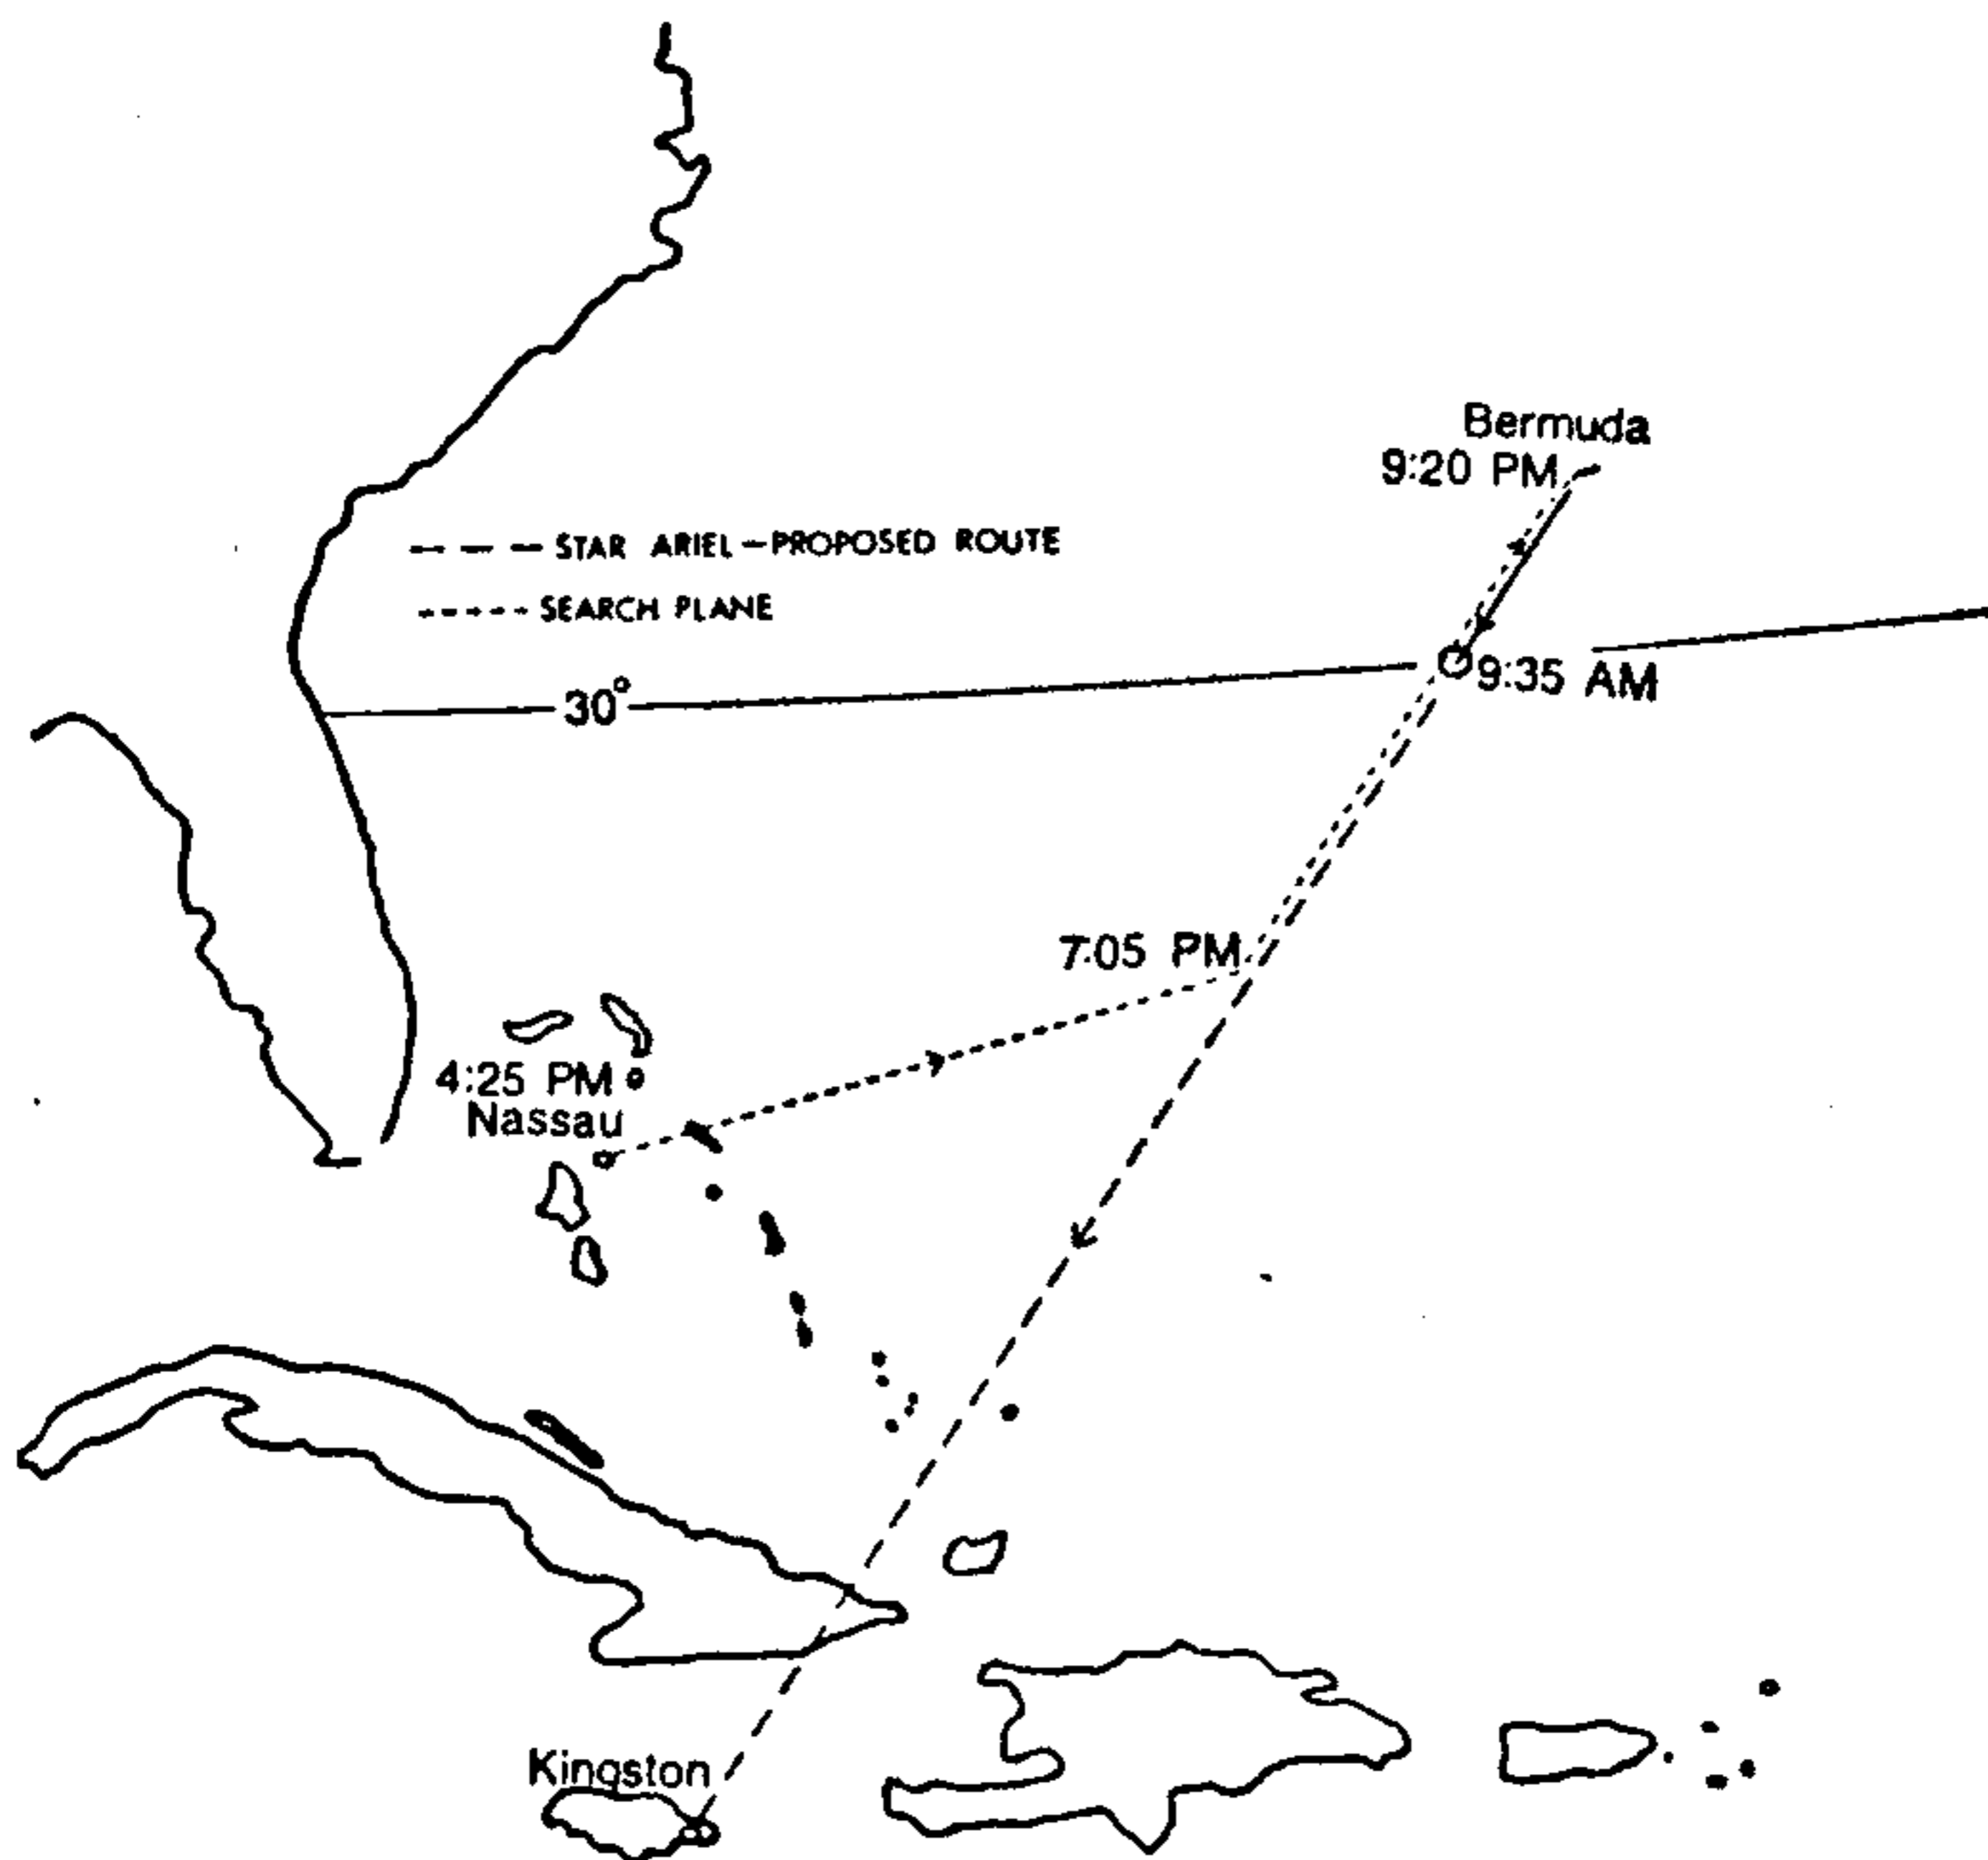 Bermuda
9:20 PM
STAR ARIEL—PROPOSED ROUTE
SEARCH PLANE
30°
9:35 AM
7:05 PM
4:25 PM
Nassau
Kingston